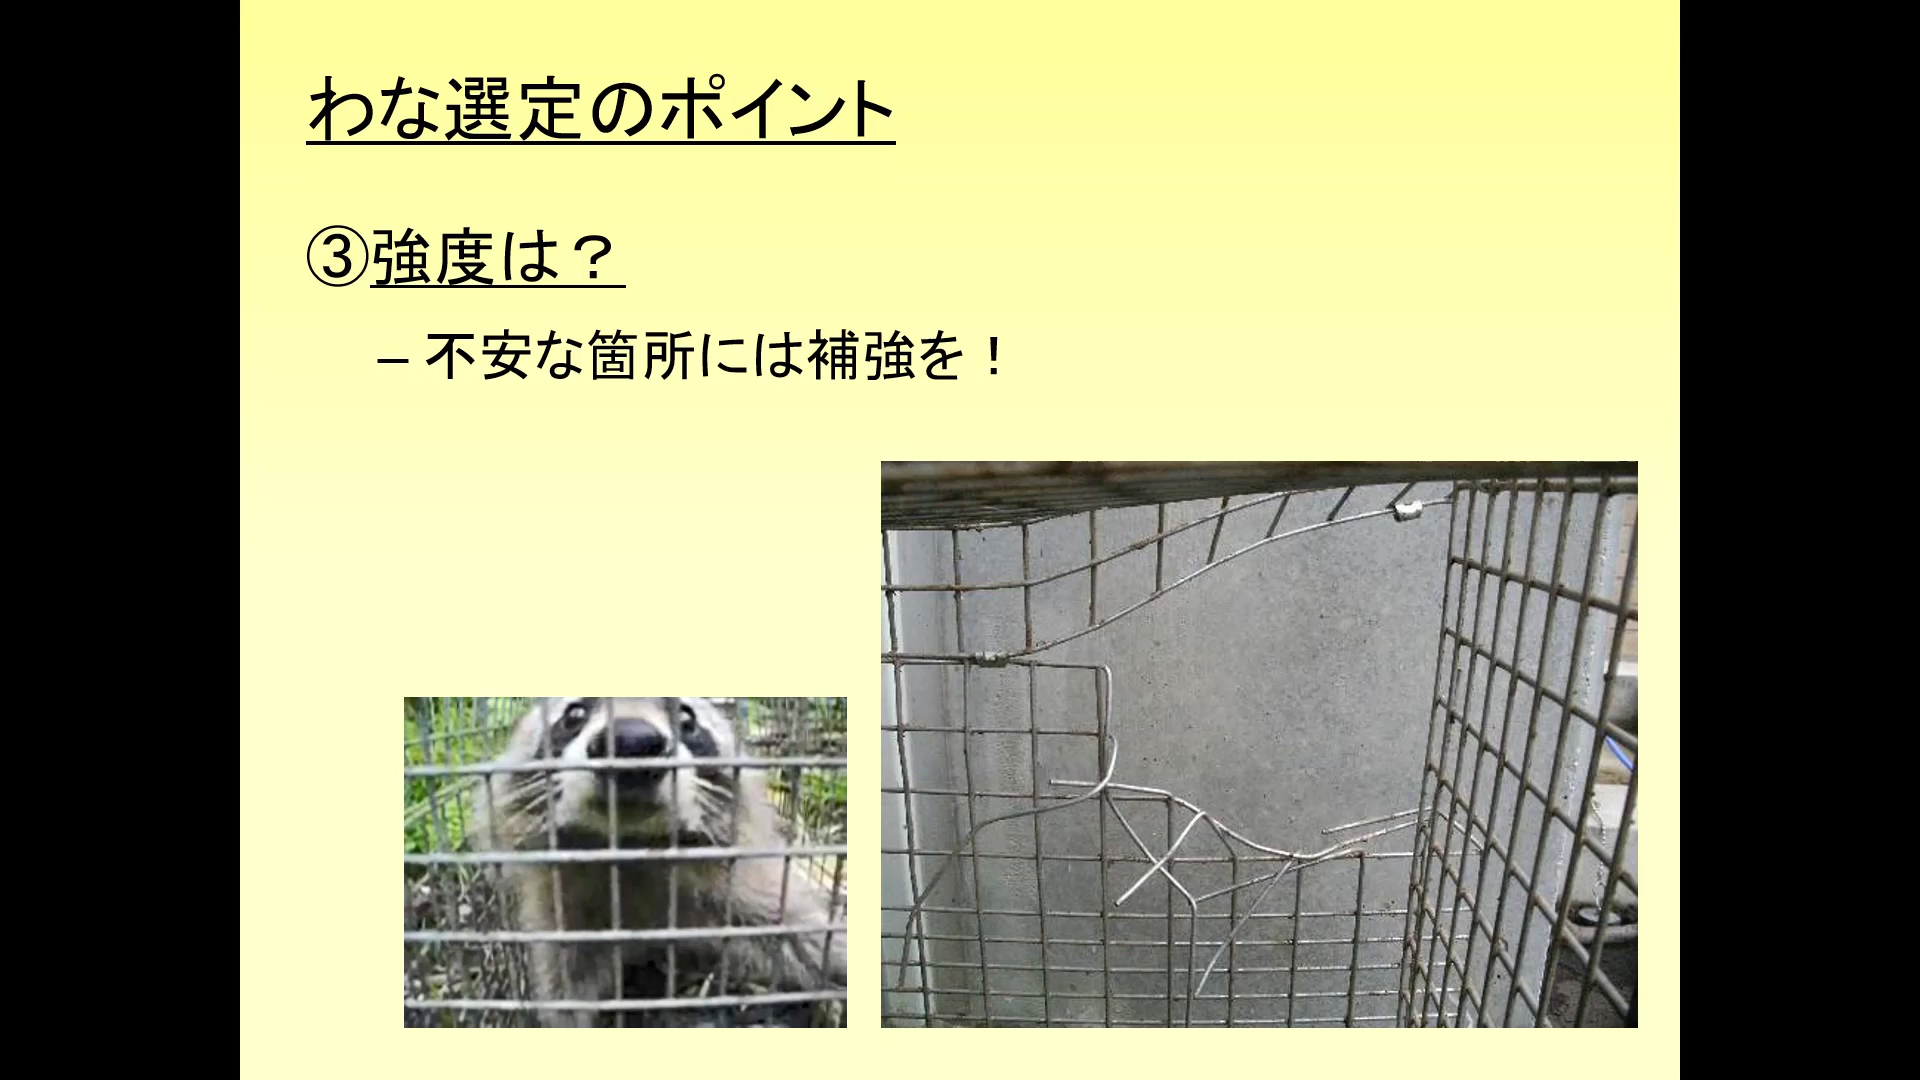 わな選定のポイント
③強度は？
– 不安な箇所には補強を！